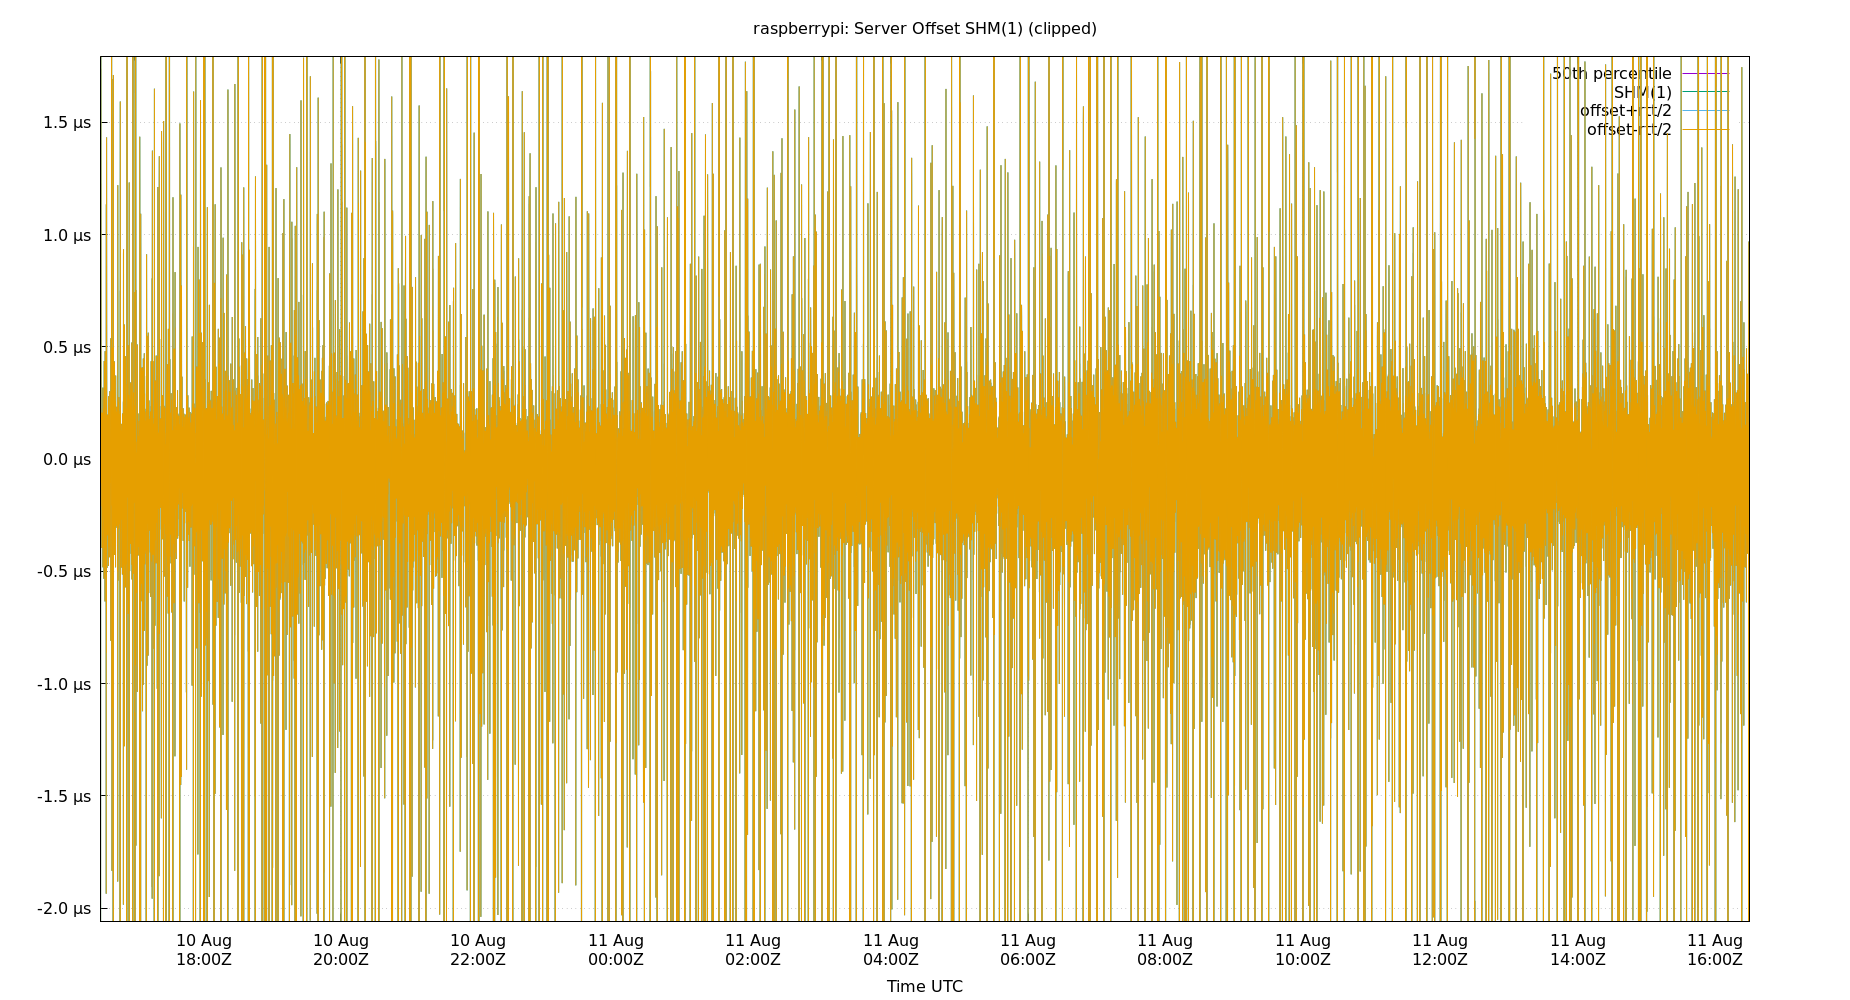 raspberrypi: Server Offset SHM(1) (clipped)
50th percentile
SHM(1)
offset+rtt/2
offset-rtt/2
1.5 µs
1.0 µs
0.5 µs
0.0 µs
-0.5 µs
-1.0 µs
-1.5 µs
-2.0 µs
10 Aug 10 Aug 10 Aug 11 Aug 11 Aug 11 Aug 11 Aug 11 Aug 11 Aug 11 Aug 11 Aug 11 Aug
18:00Z 20:00Z 22:00Z 00:00Z 02:00Z 04:00Z 06:00Z 08:00Z 10:00Z 12:00Z 14:00Z 16:00Z
Time UTC